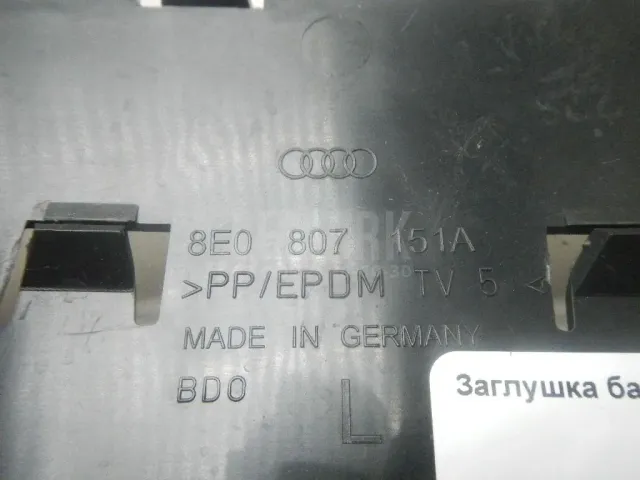 8E0 807 151A
>PP/EPDM TV 5<
MADE IN GERMANY
BD0
L
Заглушка ба